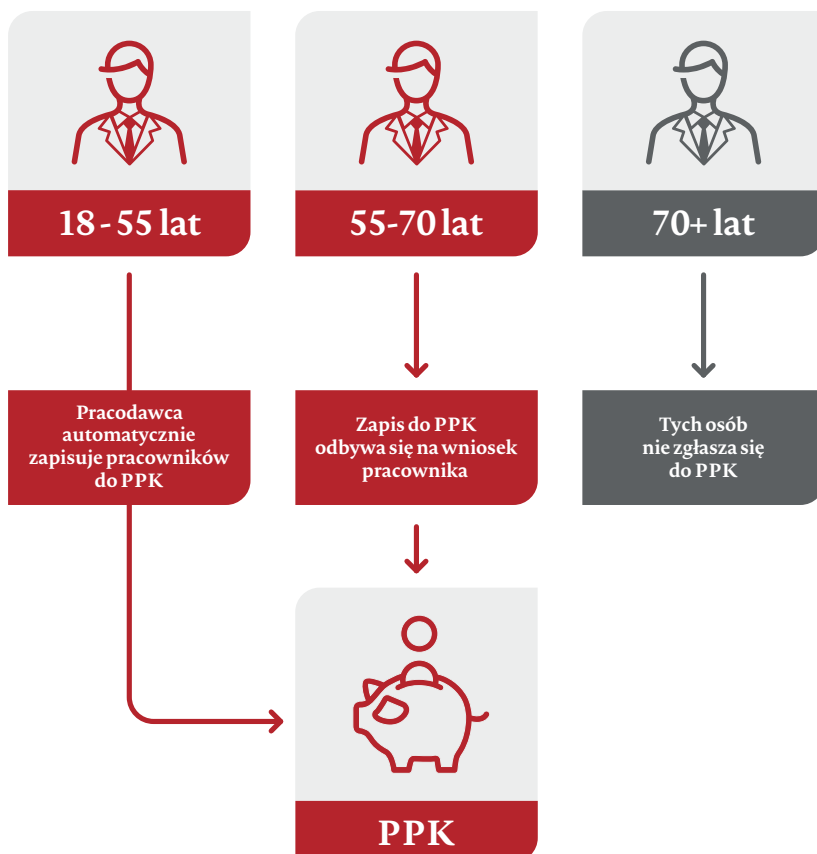 18 - 55 lat
55-70 lat
70+ lat
Pracodawca
automatycznie
zapisuje pracowników
do PPK
Zapis do PPK
odbywa się na wniosek
pracownika
Tych osób
nie zgłasza się
do PPK
PPK